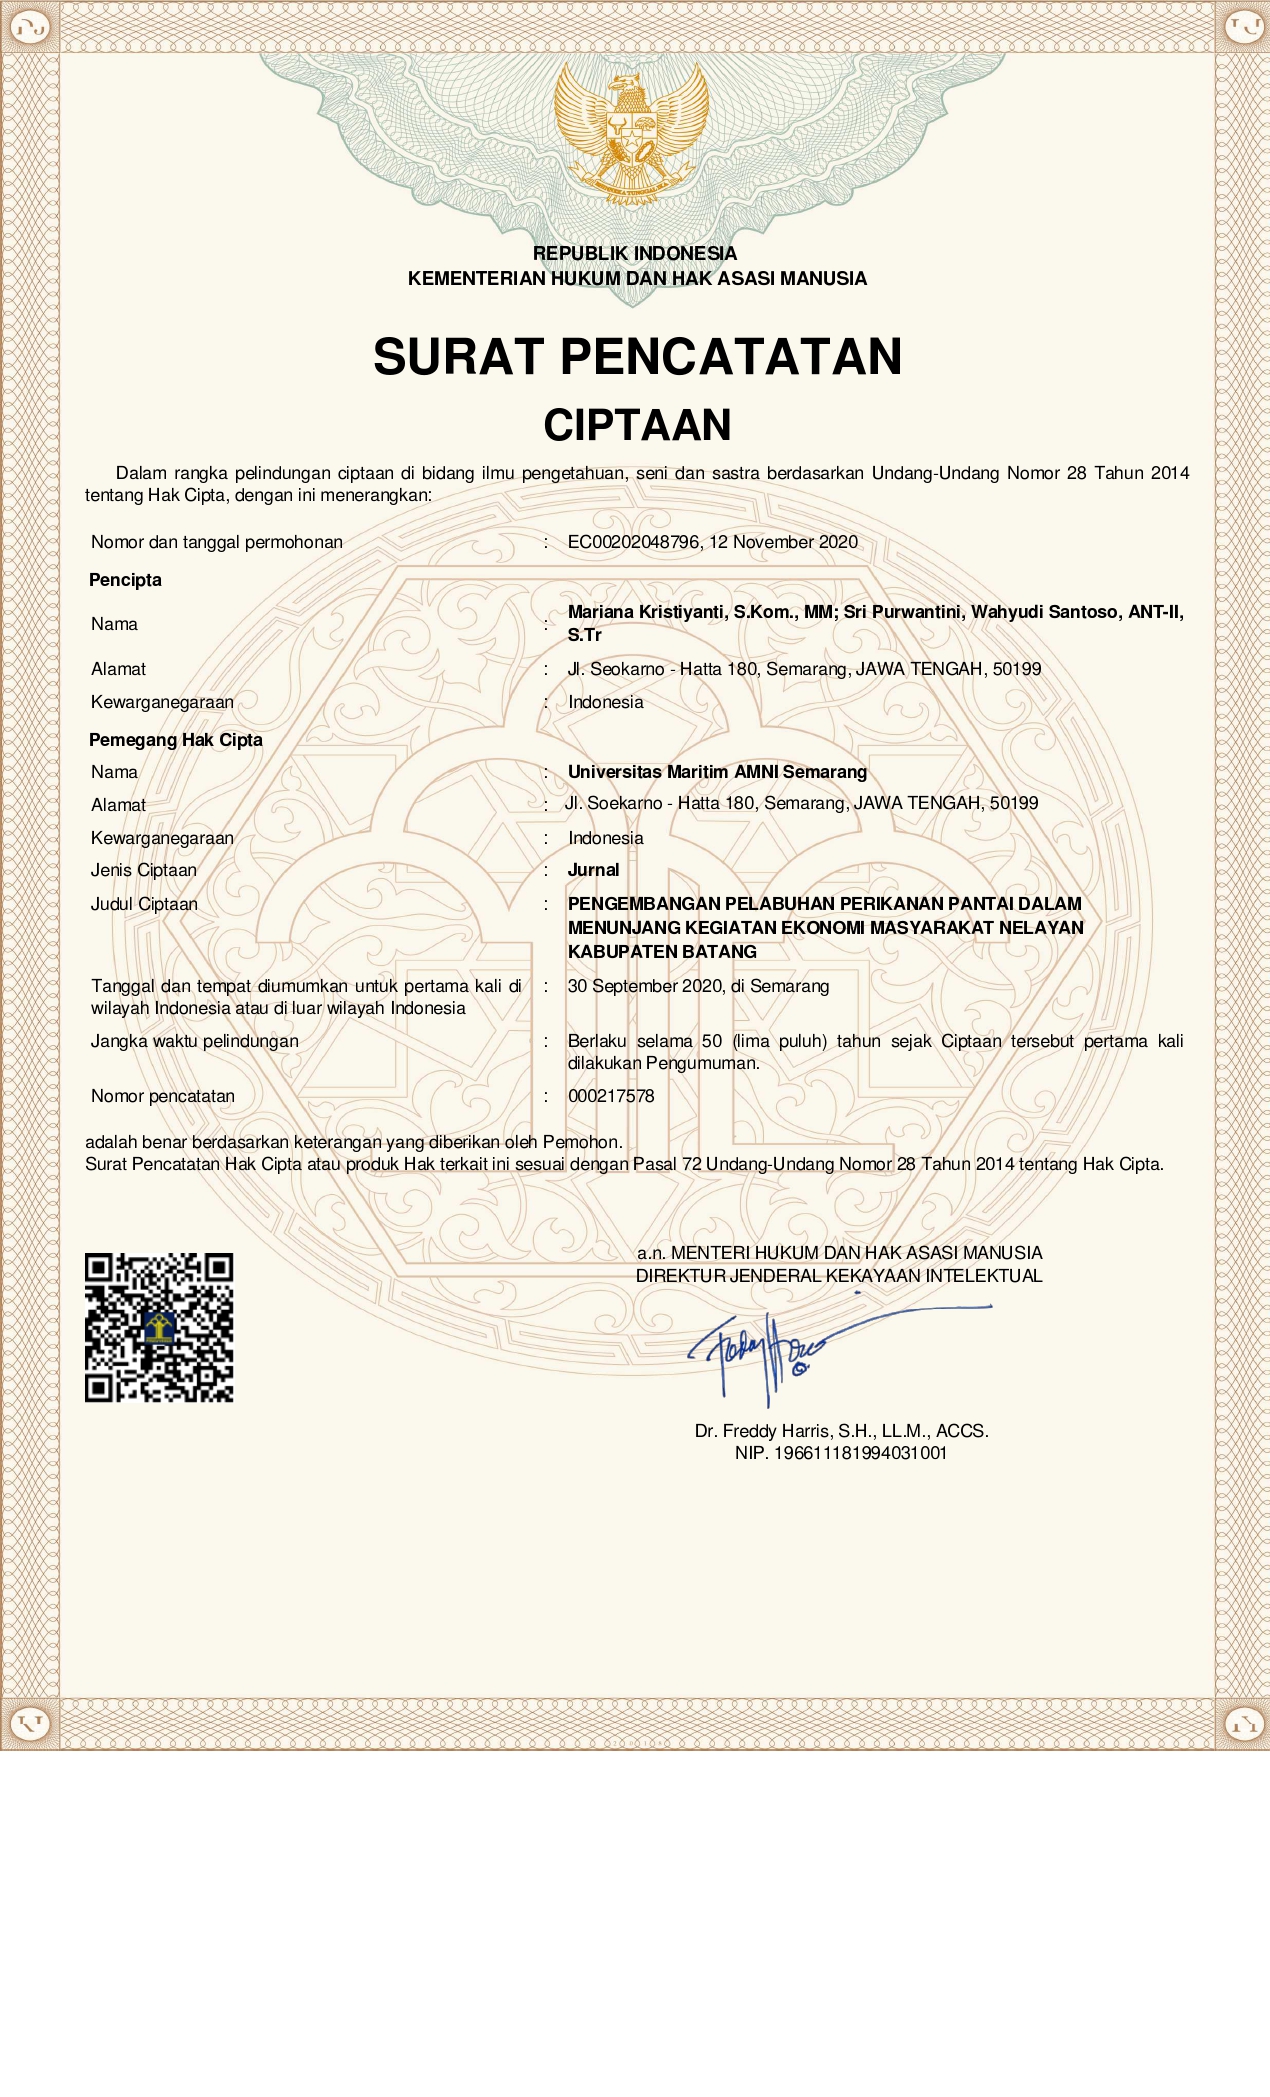 REPUBLIK INDONESIA
KEMENTERIAN HUKUM DAN HAK ASASI MANUSIA
SURAT PENCATATAN
CIPTAAN
Dalam rangka pelindungan ciptaan di bidang ilmu pengetahuan, seni dan sastra berdasarkan Undang-Undang Nomor 28 Tahun 2014
tentang Hak Cipta, dengan ini menerangkan:
Nomor dan tanggal permohonan : EC00202048796, 12 November 2020
Pencipta
Nama : Mariana Kristiyanti, S.Kom., MM; Sri Purwantini, Wahyudi Santoso, ANT-II,
S.Tr
Alamat : Jl. Seokarno - Hatta 180, Semarang, JAWA TENGAH, 50199
Kewarganegaraan : Indonesia
Pemegang Hak Cipta
Nama : Universitas Maritim AMNI Semarang
Alamat : Jl. Soekarno - Hatta 180, Semarang, JAWA TENGAH, 50199
Kewarganegaraan : Indonesia
Jenis Ciptaan : Jurnal
Judul Ciptaan : PENGEMBANGAN PELABUHAN PERIKANAN PANTAI DALAM
MENUNJANG KEGIATAN EKONOMI MASYARAKAT NELAYAN
KABUPATEN BATANG
Tanggal dan tempat diumumkan untuk pertama kali di : 30 September 2020, di Semarang
wilayah Indonesia atau di luar wilayah Indonesia
Jangka waktu pelindungan : Berlaku selama 50 (lima puluh) tahun sejak Ciptaan tersebut pertama kali
dilakukan Pengumuman.
Nomor pencatatan : 000217578
adalah benar berdasarkan keterangan yang diberikan oleh Pemohon.
Surat Pencatatan Hak Cipta atau produk Hak terkait ini sesuai dengan Pasal 72 Undang-Undang Nomor 28 Tahun 2014 tentang Hak Cipta.
a.n. MENTERI HUKUM DAN HAK ASASI MANUSIA
DIREKTUR JENDERAL KEKAYAAN INTELEKTUAL
Dr. Freddy Harris, S.H., LL.M., ACCS.
NIP. 196611181994031001